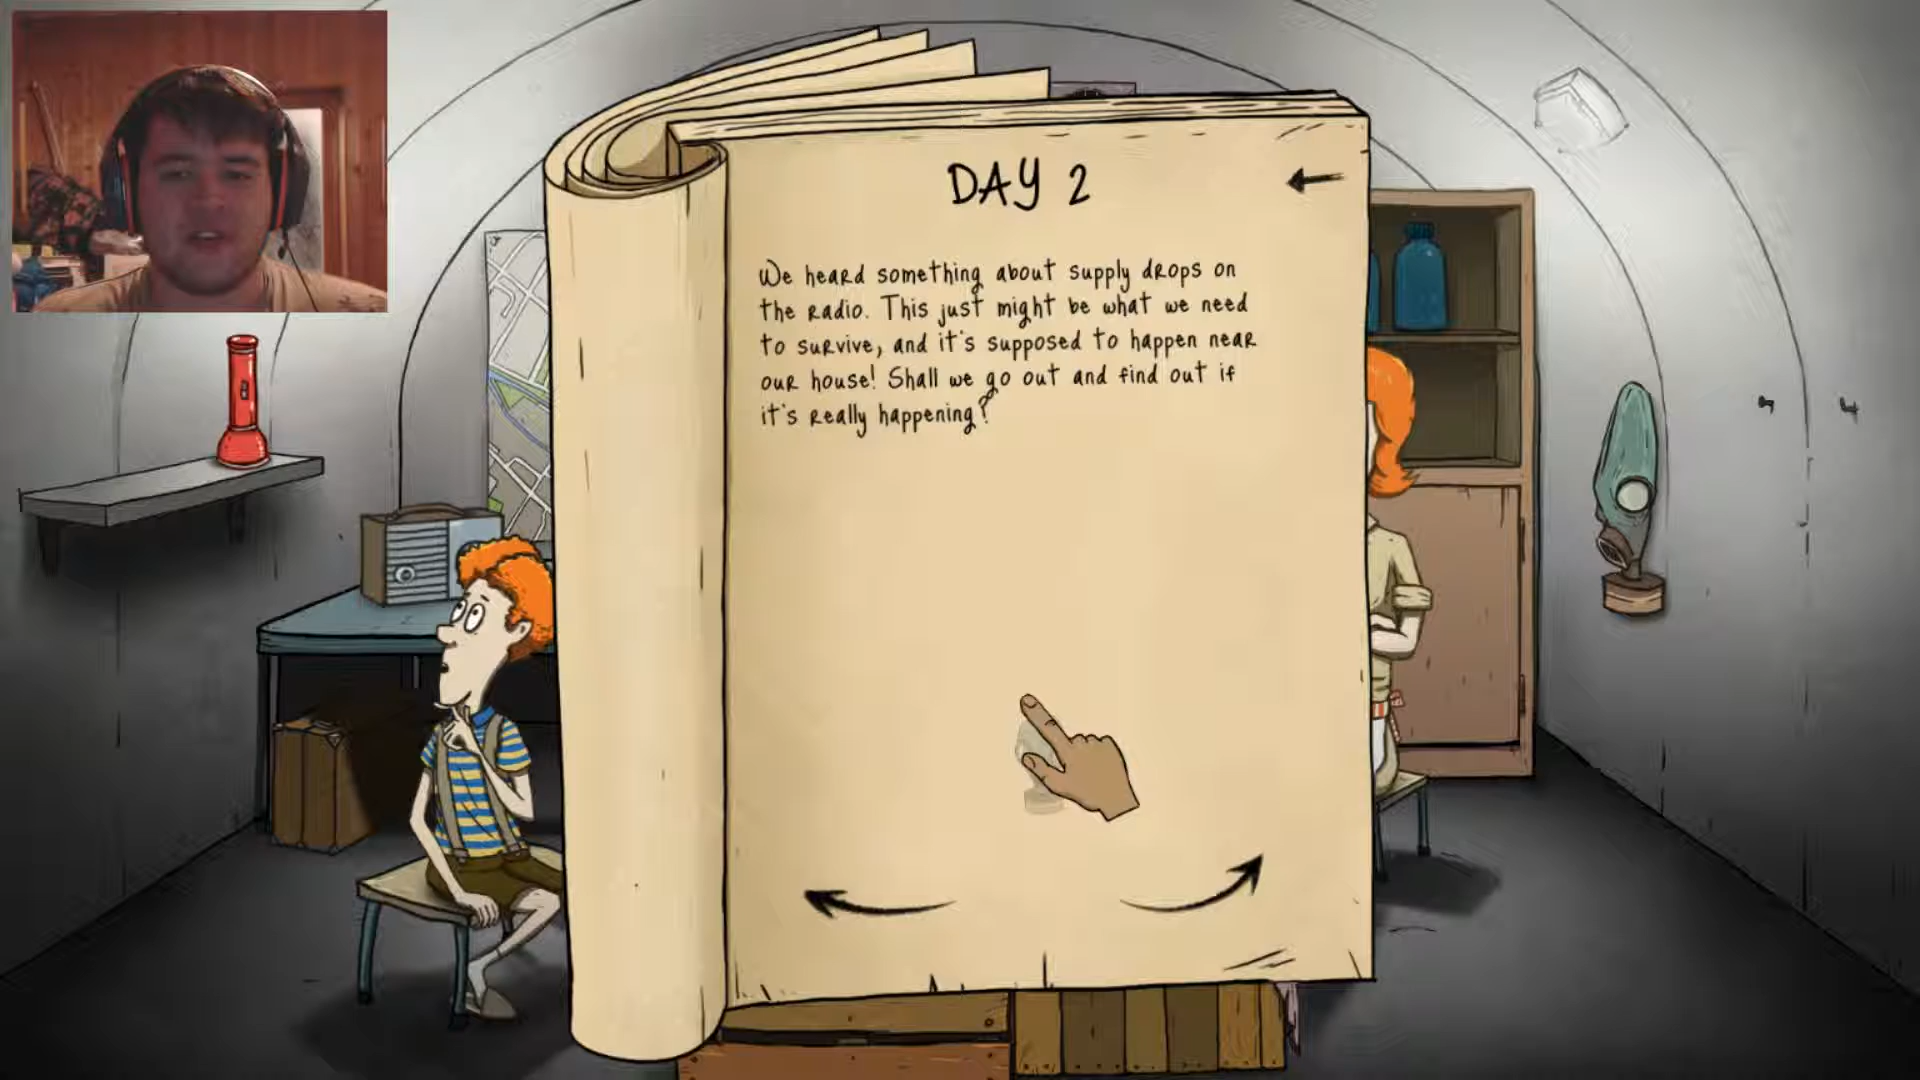 DAY 2
We heard something about supply drops on
the radio. This just might be what we need
to survive, and it's supposed to happen near
our house! Shall we go out and find out if
it's really happening?